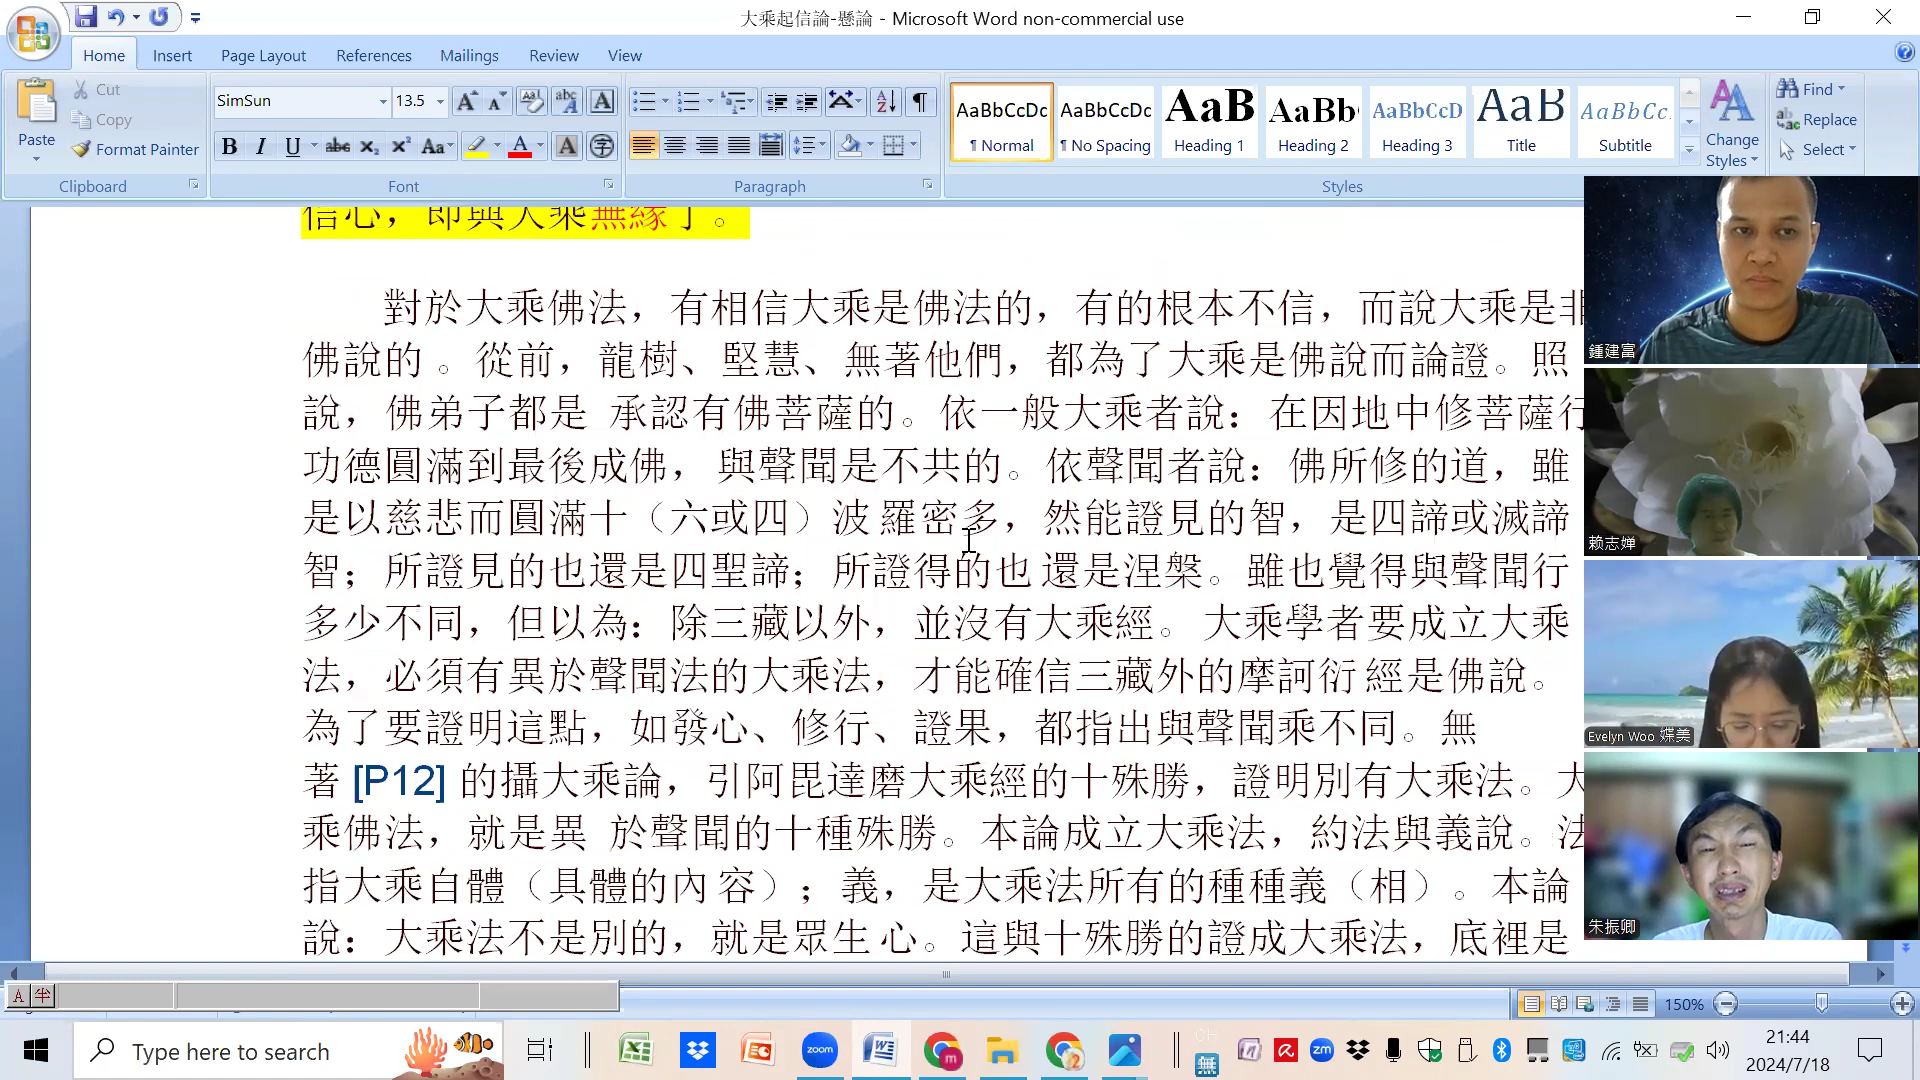 大乘起信論-懸論 - Microsoft Word non-commercial use
Home Insert Page Layout References Mailings Review View
Paste
Cut
Copy
Format Painter
Clipboard
SimSun 13.5
Font
Paragraph
AaBbCcDc AaBbCcDc AaB AaBb( AaBbCcD AaB AaBbCc.
¶ Normal ¶ No Spacing Heading 1 Heading 2 Heading 3 Title Subtitle
Change Styles
Styles
Find
Replace
Select
信心，即與大乘無緣了。
對於大乘佛法，有相信大乘是佛法的，有的根本不信，而說大乘是非
佛說的 。從前，龍樹、堅慧、無著他們，都為了大乘是佛說而論證。照
說，佛弟子都是 承認有佛菩薩的。依一般大乘者說：在因地中修菩薩行
功德圓滿到最後成佛， 與聲聞是不共的。依聲聞者說：佛所修的道，雖
是以慈悲而圓滿十（六或四）波 羅密多，然能證見的智，是四諦或滅諦
智；所證見的也還是四聖諦；所證得的也 還是涅槃。雖也覺得與聲聞行
多少不同，但以為：除三藏以外，並沒有大乘經。 大乘學者要成立大乘
法，必須有異於聲聞法的大乘法，才能確信三藏外的摩訶衍 經是佛說。
為了要證明這點，如發心、修行、證果，都指出與聲聞乘不同。無
著 [P12] 的攝大乘論，引阿毘達磨大乘經的十殊勝，證明別有大乘法。大
乘佛法，就是異 於聲聞的十種殊勝。本論成立大乘法，約法與義說。法
指大乘自體（具體的內 容）；義，是大乘法所有的種種義（相）。本論
說：大乘法不是別的，就是眾生 心。這與十殊勝的證成大乘法，底裡是
鍾建富
赖志婵
Evelyn Woo 媟美
朱振卿
A 半
150%
Type here to search
zoom
CH
21:44
2024/7/18